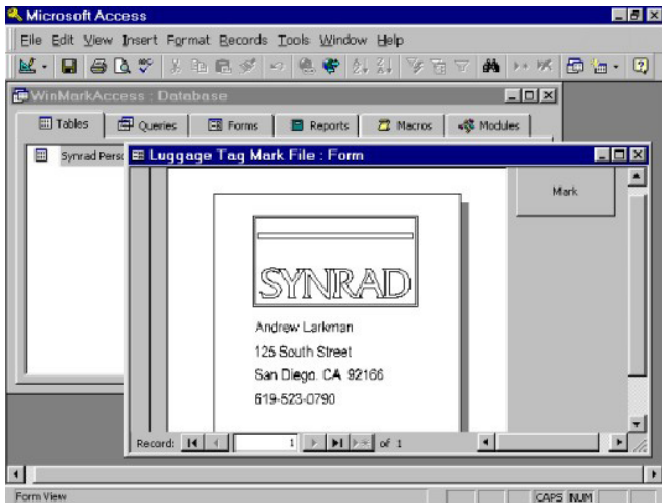 Microsoft Access
File Edit View Insert Format Records Tools Window Help
WinMarkAccess : Database
Tables Queries Forms Reports Macros Modules
Synrad Perso
Luggage Tag Mark File : Form
Mark
SYNRAD
Andrew Larkman
125 South Street
San Diego. CA 92166
619-523-0790
Record: 1 of 1
Form View CAPS NUM